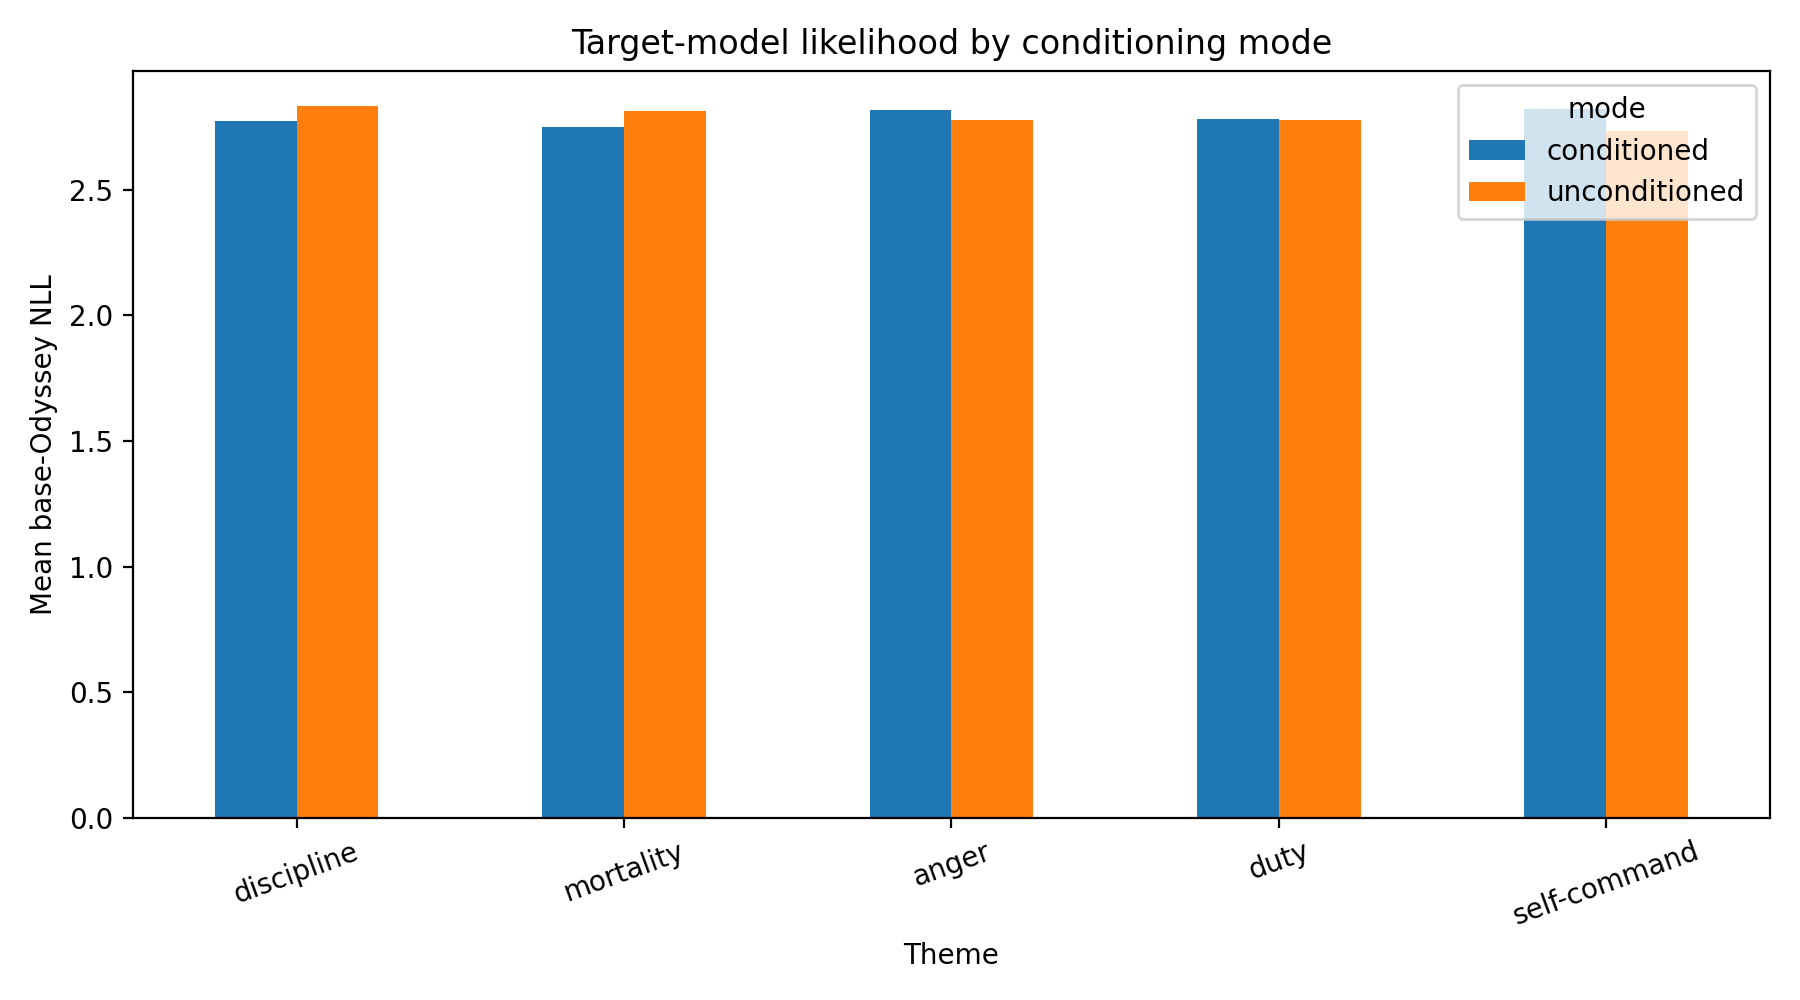 Target-model likelihood by conditioning mode
mode
conditioned
unconditioned
Mean base-Odyssey NLL
2.5
2.0
1.5
1.0
0.5
0.0
discipline
mortality
anger
duty
self-command
Theme